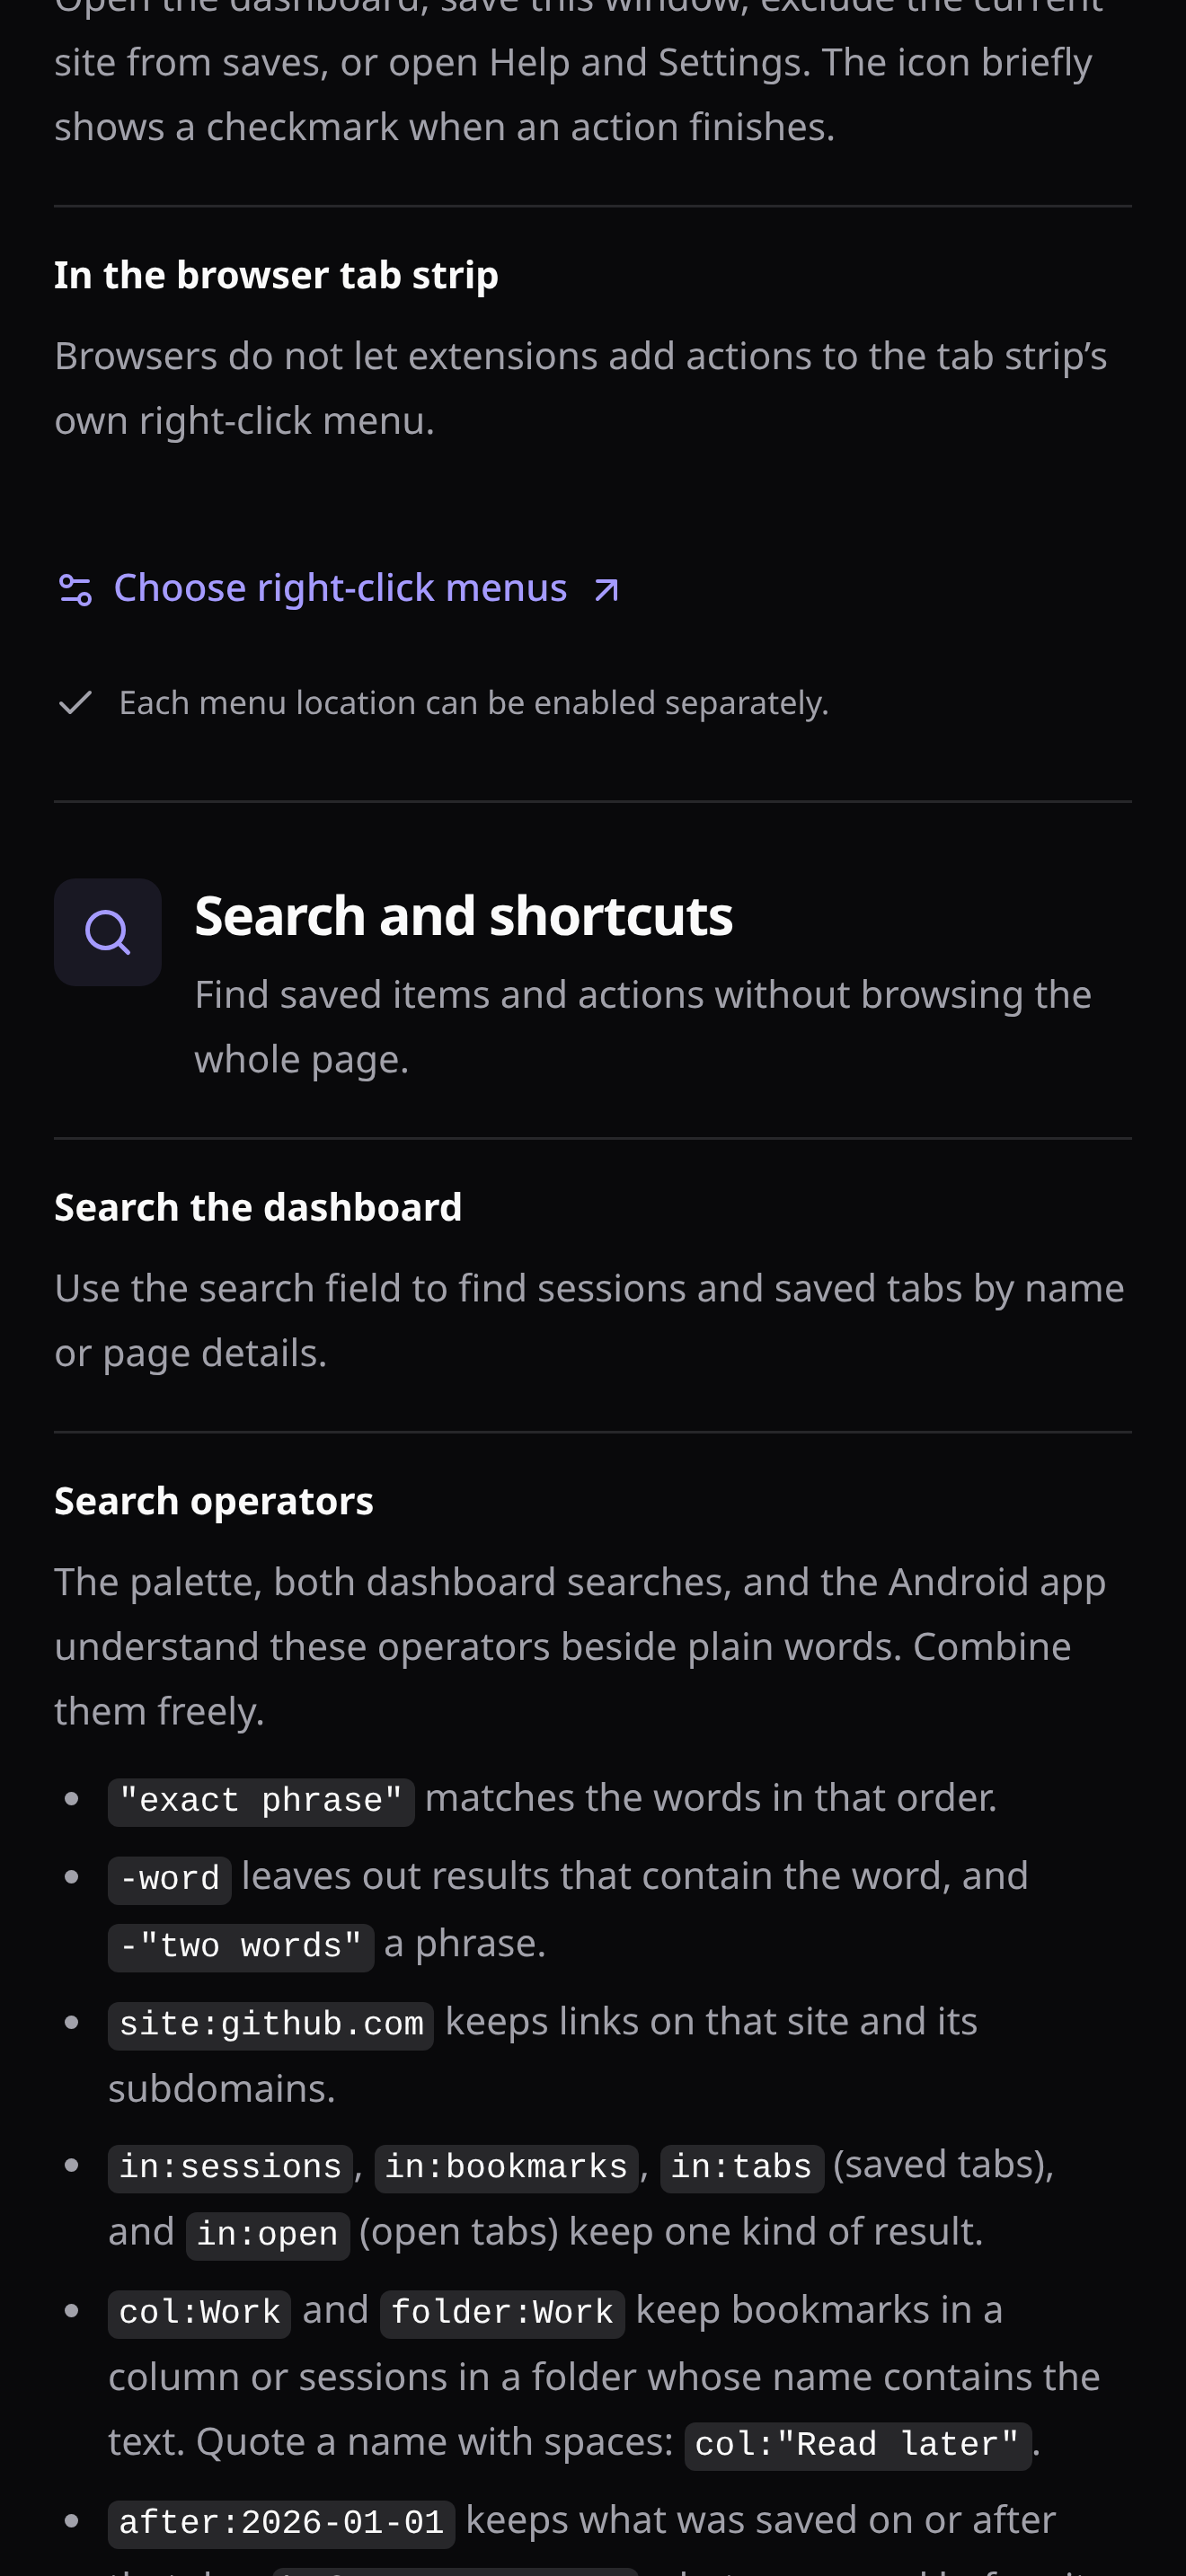 Open the dashboard, save this window, exclude the current
site from saves, or open Help and Settings. The icon briefly
shows a checkmark when an action finishes.
In the browser tab strip
Browsers do not let extensions add actions to the tab strip’s
own right-click menu.
Choose right-click menus
Each menu location can be enabled separately.
Search and shortcuts
Find saved items and actions without browsing the
whole page.
Search the dashboard
Use the search field to find sessions and saved tabs by name
or page details.
Search operators
The palette, both dashboard searches, and the Android app
understand these operators beside plain words. Combine
them freely.
"exact phrase" matches the words in that order.
-word leaves out results that contain the word, and
-"two words" a phrase.
site:github.com keeps links on that site and its
subdomains.
in:sessions, in:bookmarks, in:tabs (saved tabs),
and in:open (open tabs) keep one kind of result.
col:Work and folder:Work keep bookmarks in a
column or sessions in a folder whose name contains the
text. Quote a name with spaces: col:"Read later".
after:2026-01-01 keeps what was saved on or after